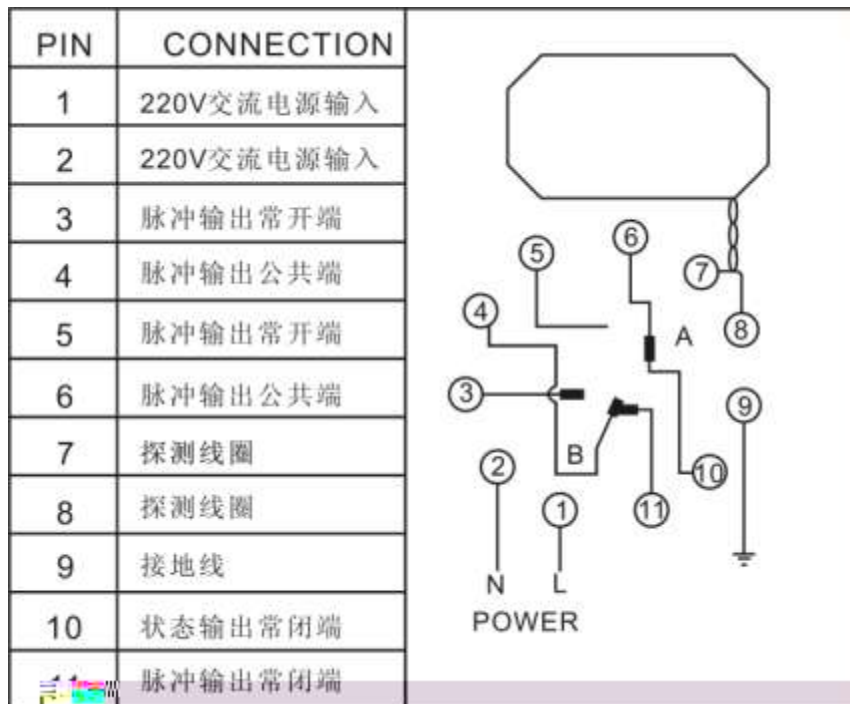 PIN CONNECTION
1 220V交流电源输入
2 220V交流电源输入
3 脉冲输出常开端
4 脉冲输出公共端
5 脉冲输出常开端
6 脉冲输出公共端
7 探测线圈
8 探测线圈
9 接地线
10 状态输出常闭端
脉冲输出常闭端
6
5
7
4
8
A
3
9
B
2
10
1
11
N L
POWER